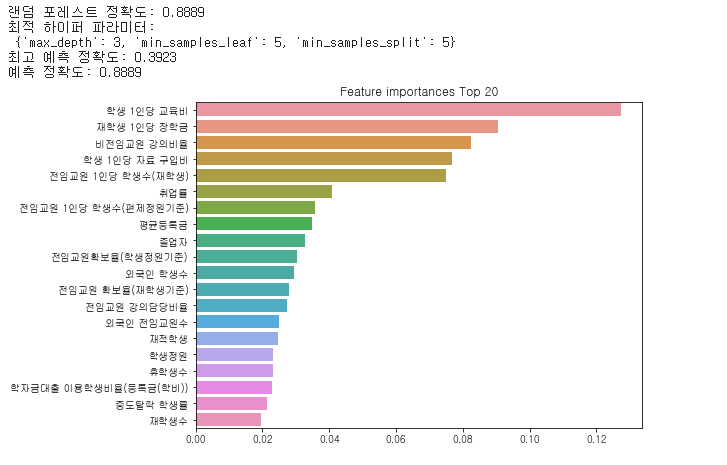 랜덤 포레스트 정확도: 0.8889
최적 하이퍼 파라미터:
{'max_depth': 3, 'min_samples_leaf': 5, 'min_samples_split': 5}
최고 예측 정확도: 0.3923
예측 정확도: 0.8889
Feature importances Top 20
학생 1인당 교육비
재학생 1인당 장학금
비전임교원 강의비율
학생 1인당 자료 구입비
전임교원 1인당 학생수(재학생)
취업률
전임교원 1인당 학생수(편제정원기준)
평균등록금
졸업자
전임교원확보율(학생정원기준)
외국인 학생수
전임교원 확보율(재학생기준)
전임교원 강의담당비율
외국인 전임교원수
재적학생
학생정원
휴학생수
학자금대출 이용학생비율(등록금(학비))
중도탈락 학생률
재학생수
0.00 0.02 0.04 0.06 0.08 0.10 0.12